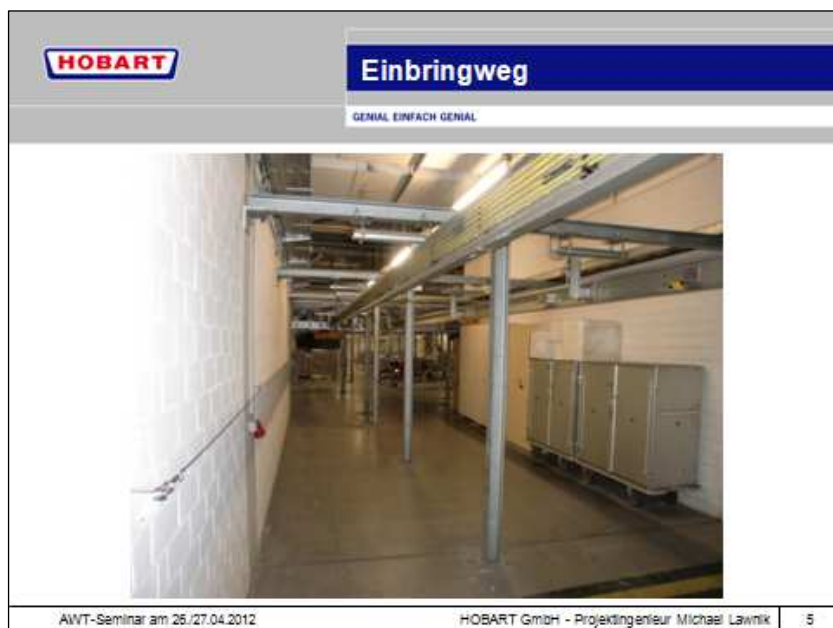 HOBART
Einbringweg
GENIAL EINFACH GENIAL
AWT-Seminar am 26./27.04.2012
HOBART GmbH - Projektingenieur Michael Lawnik
5